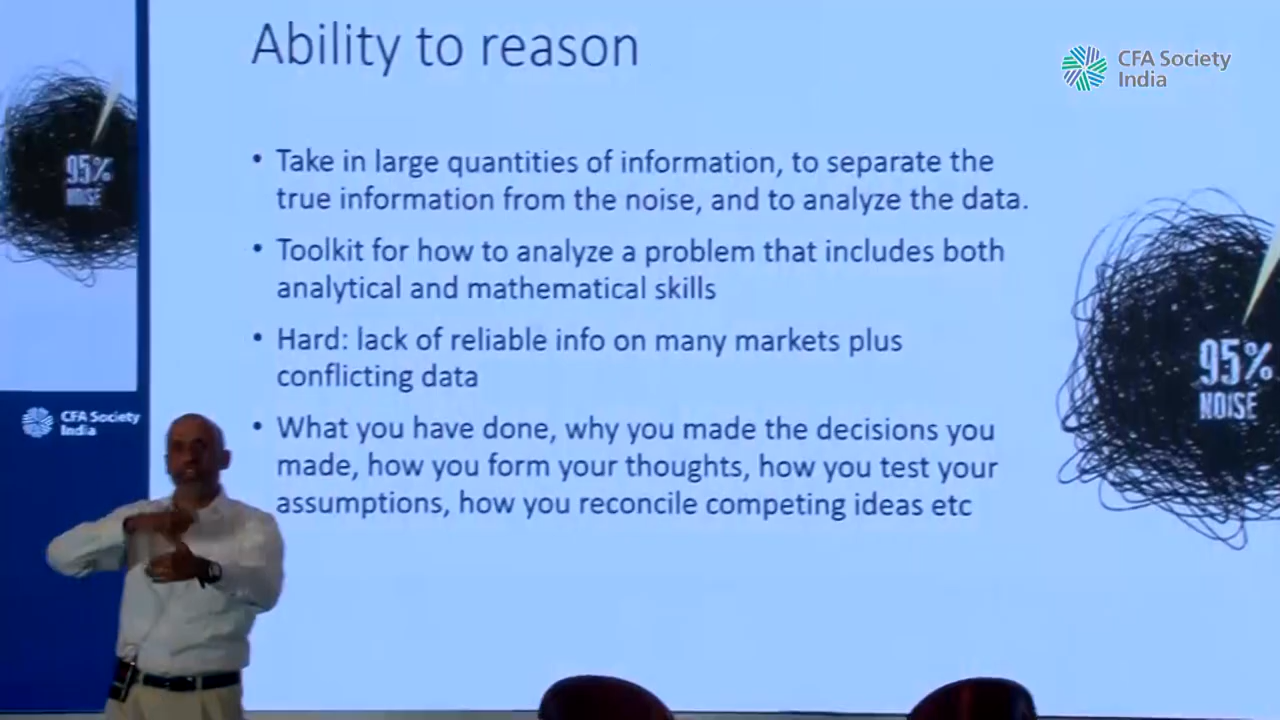 Ability to reason
CFA Society
India
• Take in large quantities of information, to separate the
true information from the noise, and to analyze the data.
• Toolkit for how to analyze a problem that includes both
analytical and mathematical skills
• Hard: lack of reliable info on many markets plus
conflicting data
• What you have done, why you made the decisions you
made, how you form your thoughts, how you test your
assumptions, how you reconcile competing ideas etc
95%
NOISE
95%
NOISE
CFA Society
India